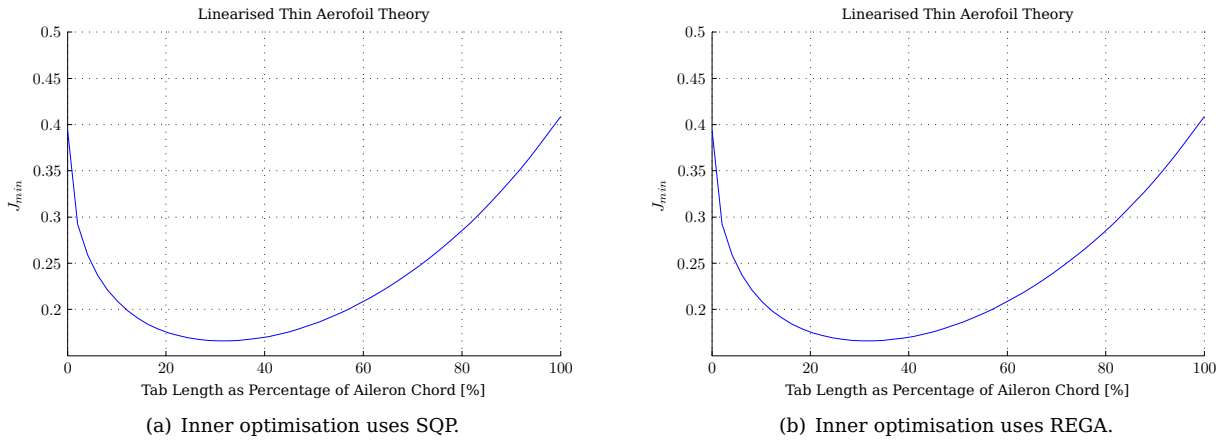 Linearised Thin Aerofoil Theory
0.5
0.45
0.4
0.35
0.3
0.25
0.2
J_min
0 20 40 60 80 100
Tab Length as Percentage of Aileron Chord [%]
(a) Inner optimisation uses SQP.
Linearised Thin Aerofoil Theory
0.5
0.45
0.4
0.35
0.3
0.25
0.2
J_min
0 20 40 60 80 100
Tab Length as Percentage of Aileron Chord [%]
(b) Inner optimisation uses REGA.